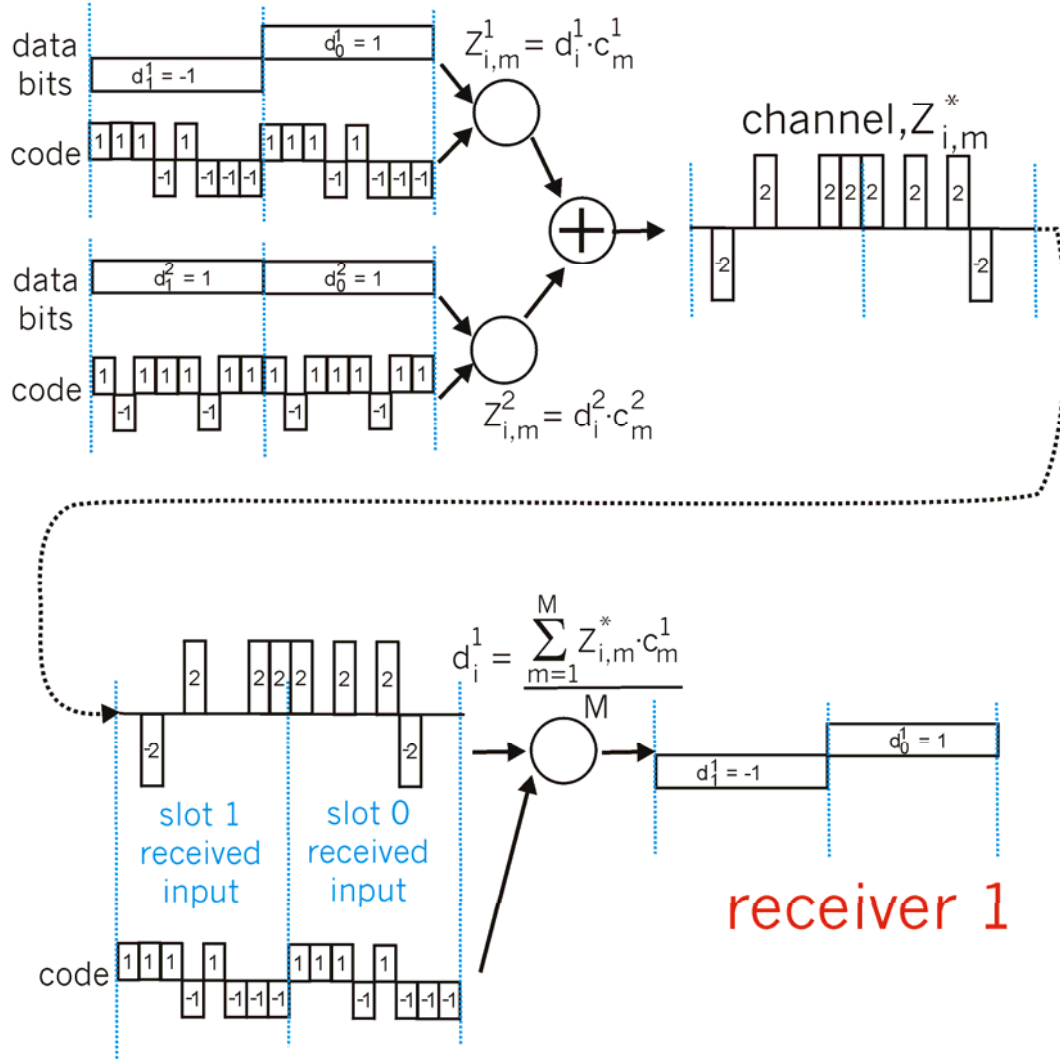 data bits
d₁¹ = -1
d₀¹ = 1
code
1 1 1 -1 1 -1 -1 -1 1 1 1 -1 1 -1 -1 -1
Z¹ᵢ,ₘ = d¹ᵢ·c¹ₘ
data bits
d₁² = 1
d₀² = 1
code
1 -1 1 1 1 -1 1 1 1 -1 1 1 1 -1 1 1
Z²ᵢ,ₘ = d²ᵢ·c²ₘ
+
channel, Z*ᵢ,ₘ
-2 2 2 2 2 2 2 -2
-2 2 2 2 2 2 2 -2
slot 1
received
input
slot 0
received
input
code
1 1 1 -1 1 -1 -1 -1 1 1 1 -1 1 -1 -1 -1
d¹ᵢ = ∑ₘ₌₁ᴹ Z*ᵢ,ₘ·c¹ₘ
M
d₁¹ = -1
d₀¹ = 1
receiver 1